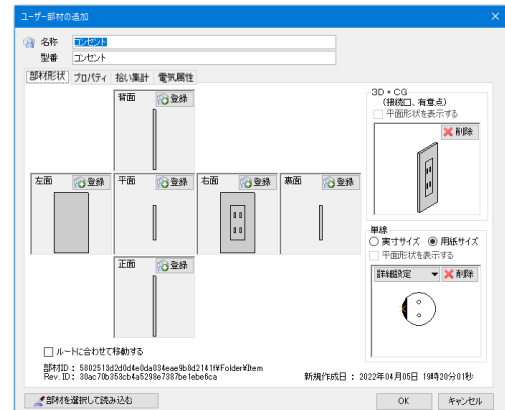 ユーザー部材の追加
名称 コンセント
型番 コンセント
部材形状 プロパティ 拾い集計 電気属性
背面 登録
3D・CG
(接続口、有意点)
平面形状を表示する
削除
左面 登録 平面 登録 右面 登録 裏面 登録
単線
実寸サイズ 用紙サイズ
平面形状を表示する
詳細設定 削除
正面 登録
ルートに合わせて移動する
部材ID : 5802513d2d0d4e0da034eae9b8d2141f¥Folder¥Item
Rev. ID : 30ac70b353cb4a5298e7387be1ebe6ca 新規作成日 : 2022年04月05日 19時20分01秒
部材を選択して読み込む OK キャンセル